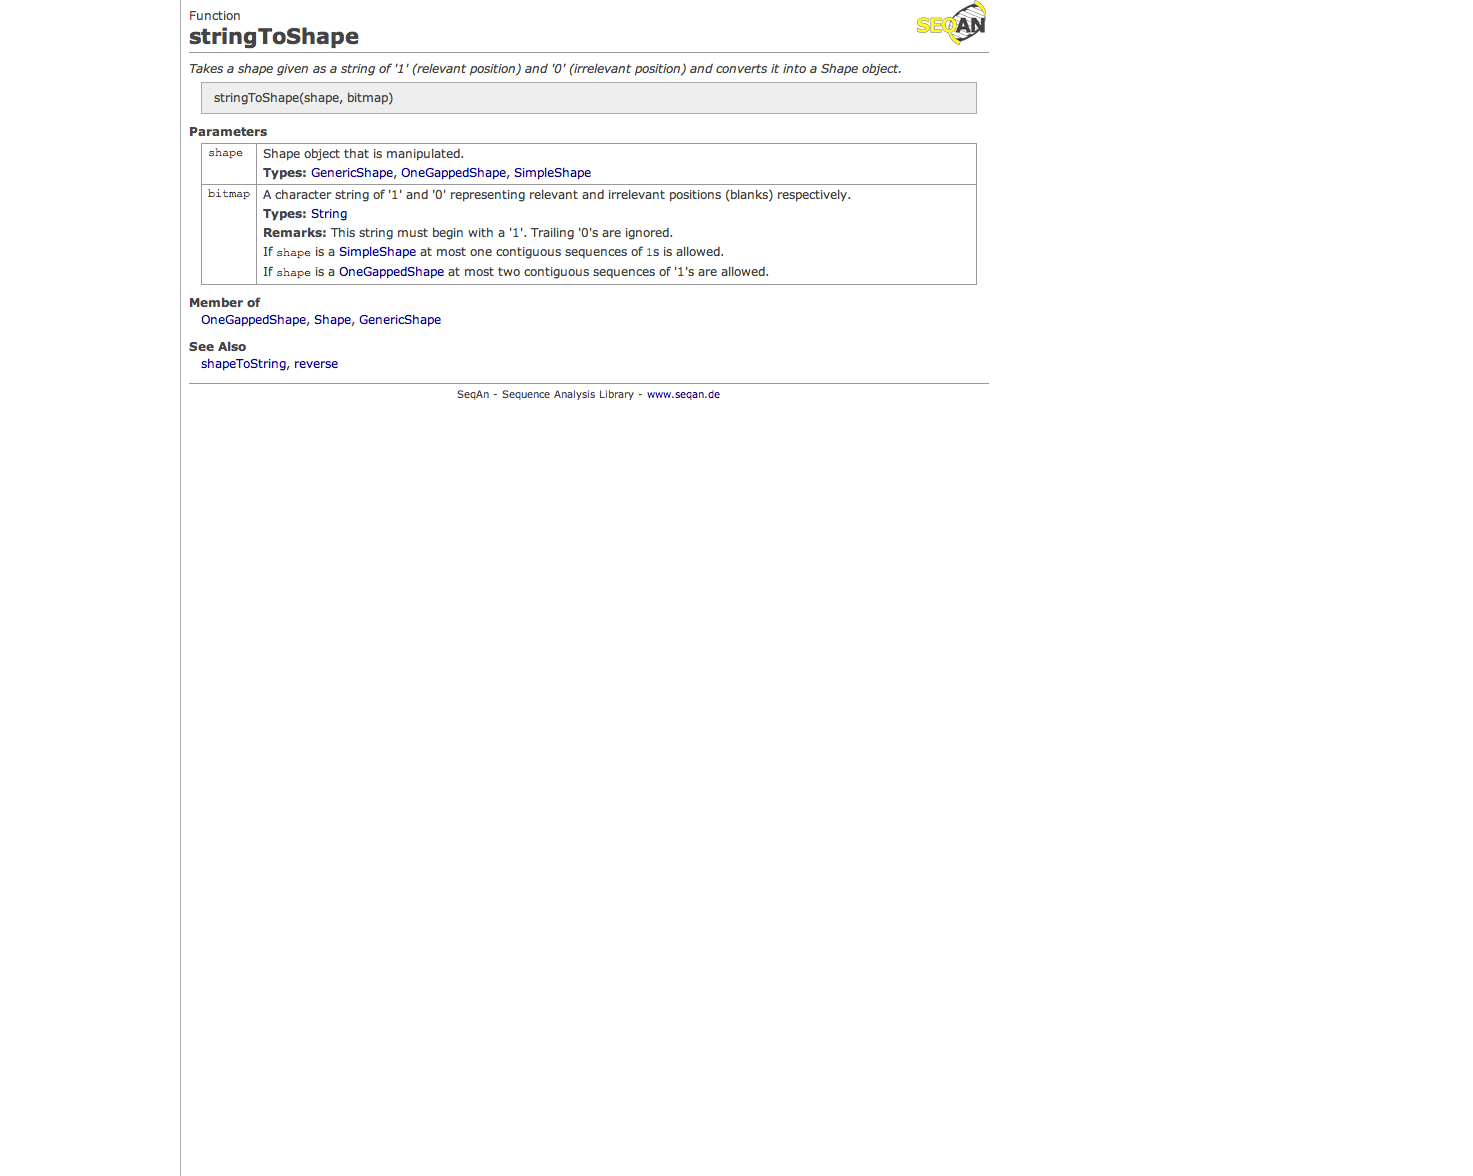 Function
stringToShape
SEQAN
Takes a shape given as a string of '1' (relevant position) and '0' (irrelevant position) and converts it into a Shape object.
stringToShape(shape, bitmap)
Parameters
shape
Shape object that is manipulated.
Types: GenericShape, OneGappedShape, SimpleShape
bitmap
A character string of '1' and '0' representing relevant and irrelevant positions (blanks) respectively.
Types: String
Remarks: This string must begin with a '1'. Trailing '0's are ignored.
If shape is a SimpleShape at most one contiguous sequences of 1s is allowed.
If shape is a OneGappedShape at most two contiguous sequences of '1's are allowed.
Member of
OneGappedShape, Shape, GenericShape
See Also
shapeToString, reverse
SeqAn - Sequence Analysis Library - www.seqan.de